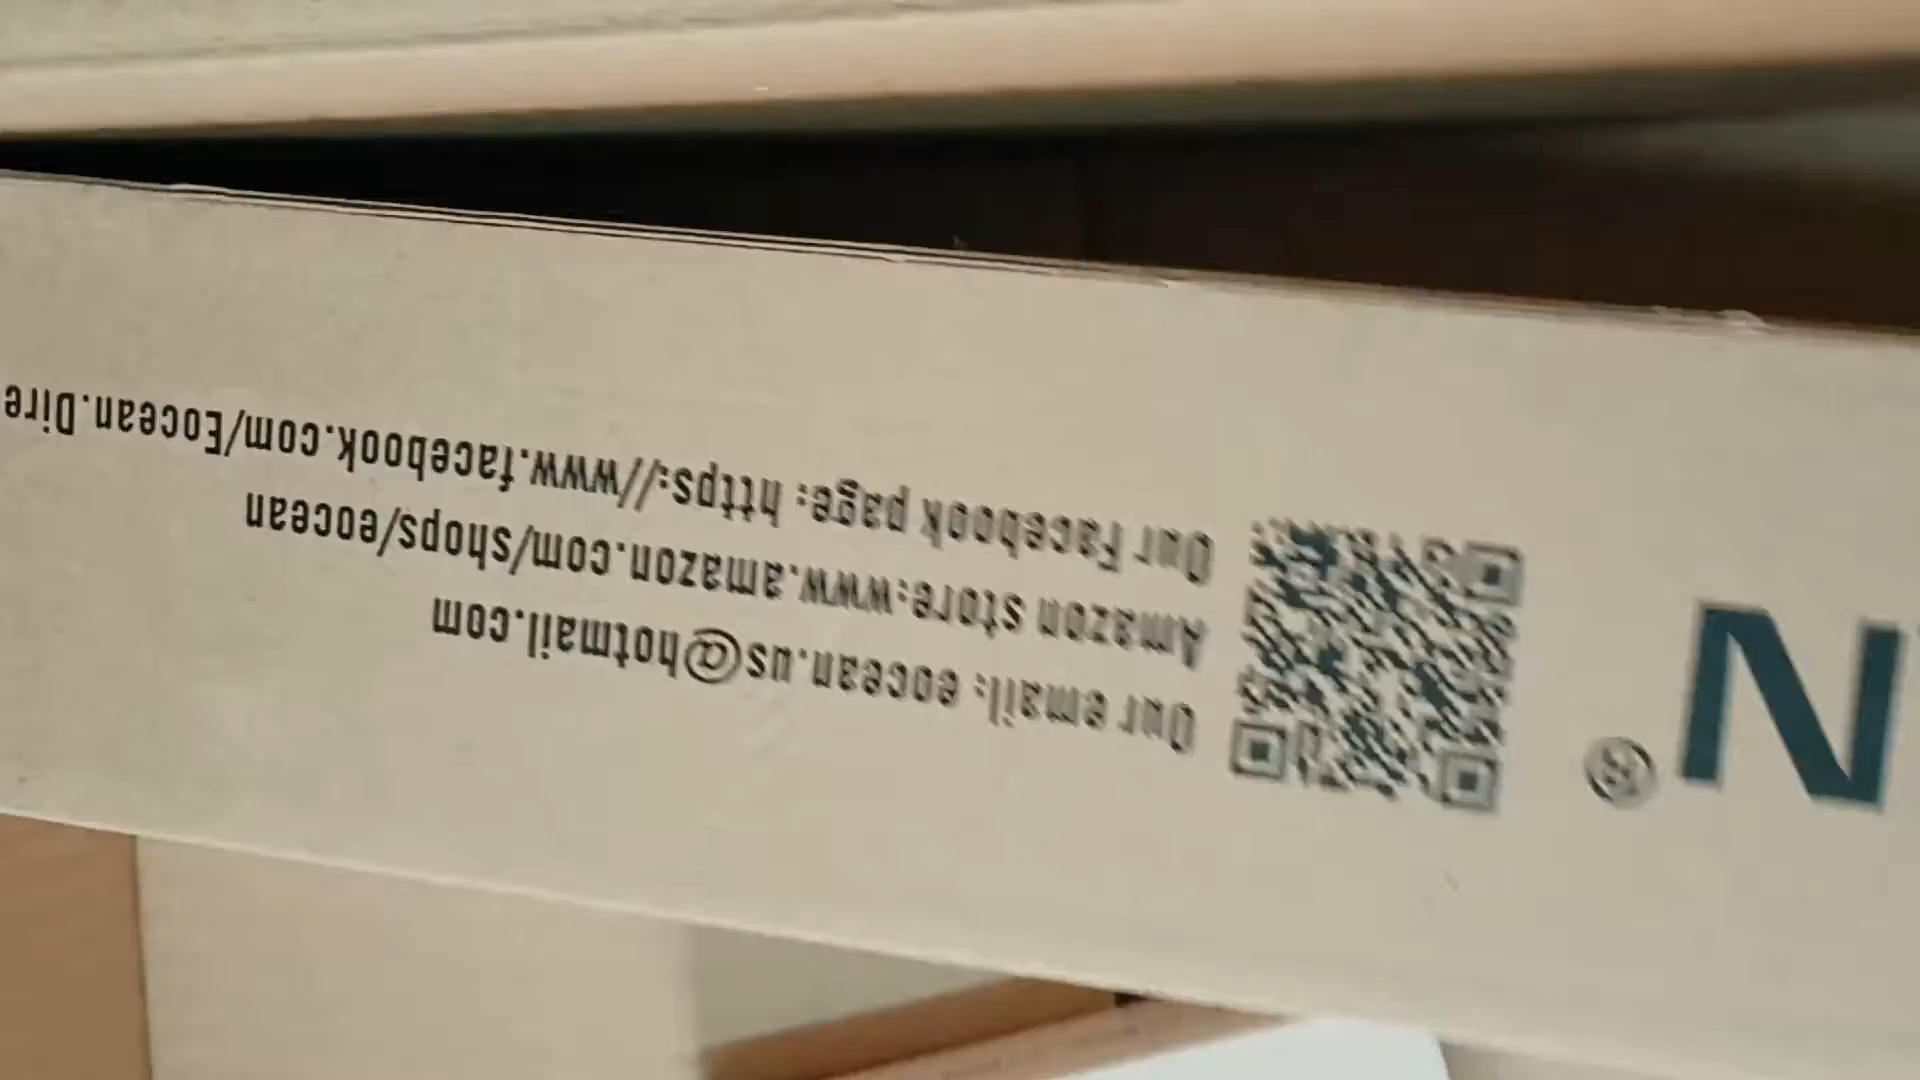 N®
Our email: eocean.us@hotmail.com
Amazon store:www.amazon.com/shops/eocean
Our Facebook page: https://www.facebook.com/Eocean.Dire